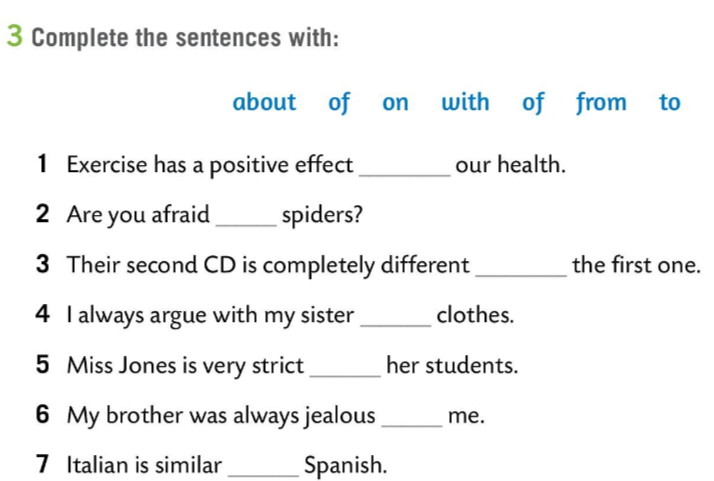 3 Complete the sentences with:
about of on with of from to
1 Exercise has a positive effect ________ our health.
2 Are you afraid _____ spiders?
3 Their second CD is completely different ________ the first one.
4 I always argue with my sister ______ clothes.
5 Miss Jones is very strict ______ her students.
6 My brother was always jealous _____ me.
7 Italian is similar ______ Spanish.